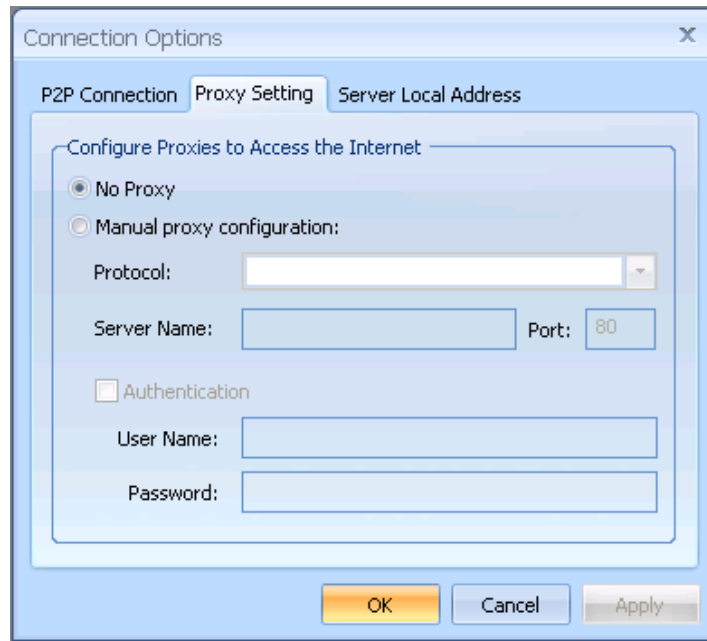 Connection Options
P2P Connection Proxy Setting Server Local Address
Configure Proxies to Access the Internet
No Proxy
Manual proxy configuration:
Protocol:
Server Name: Port: 80
Authentication
User Name:
Password:
OK Cancel Apply